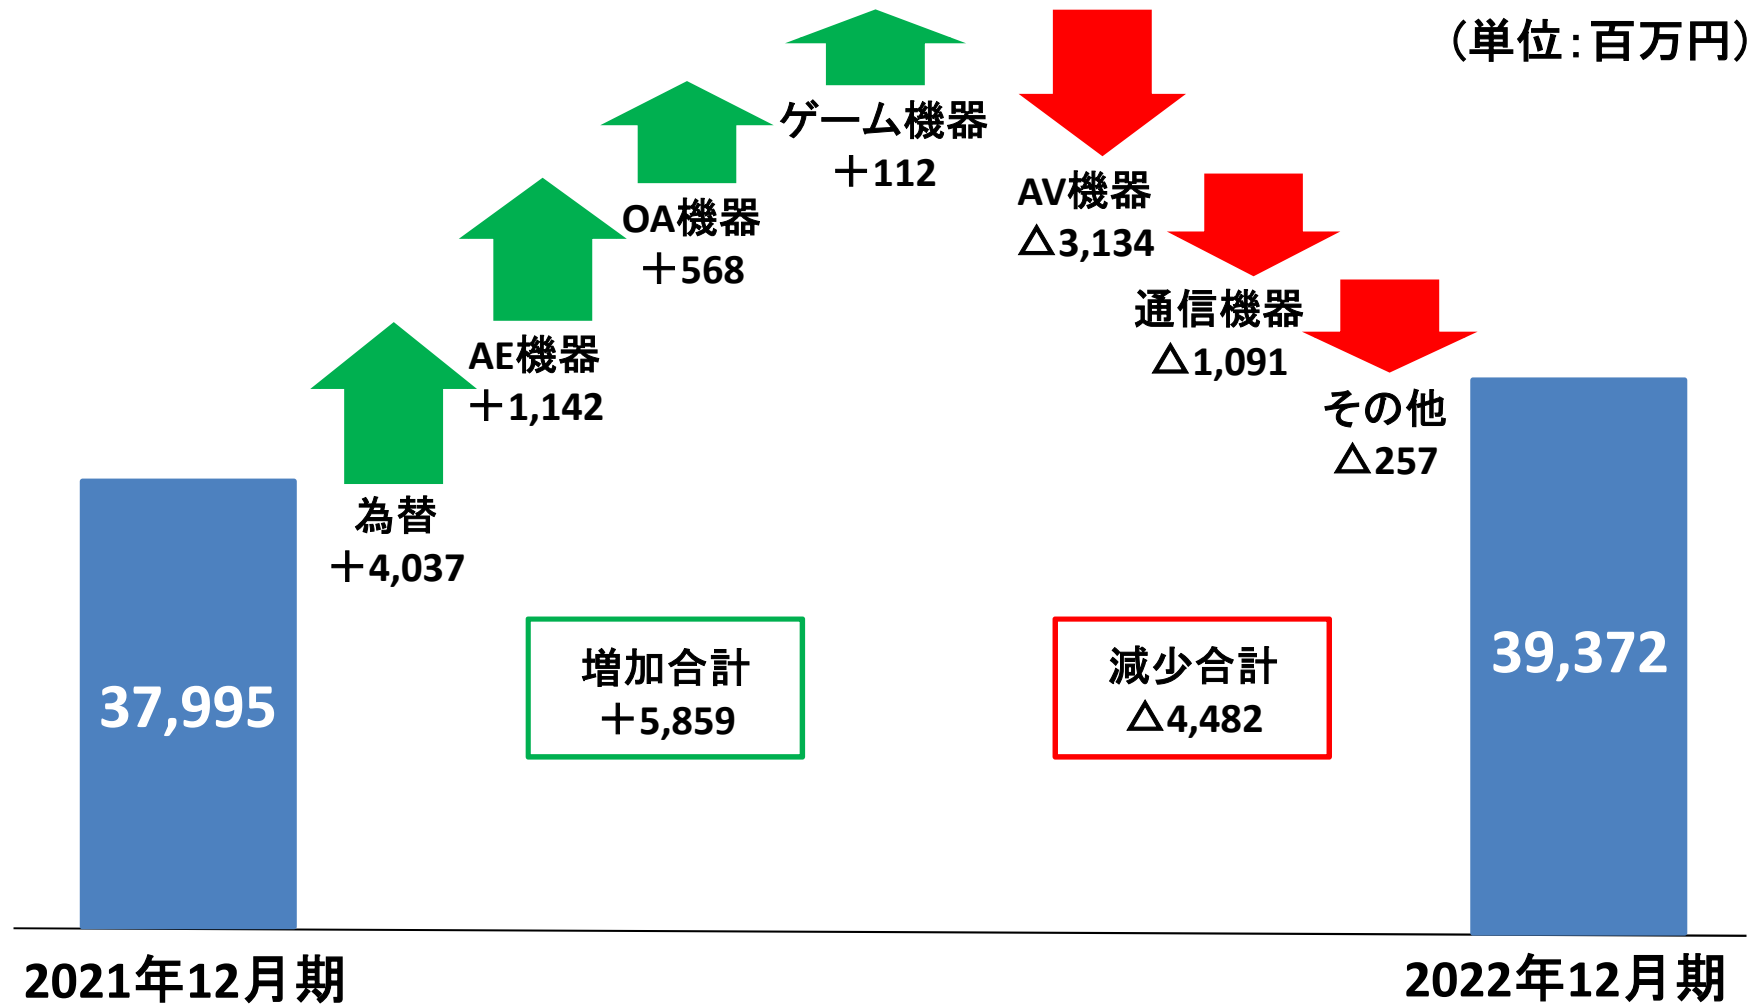 （単位：百万円）
ゲーム機器
＋112
OA機器
＋568
AE機器
＋1,142
為替
＋4,037
AV機器
△3,134
通信機器
△1,091
その他
△257
37,995
増加合計
＋5,859
減少合計
△4,482
39,372
2021年12月期
2022年12月期